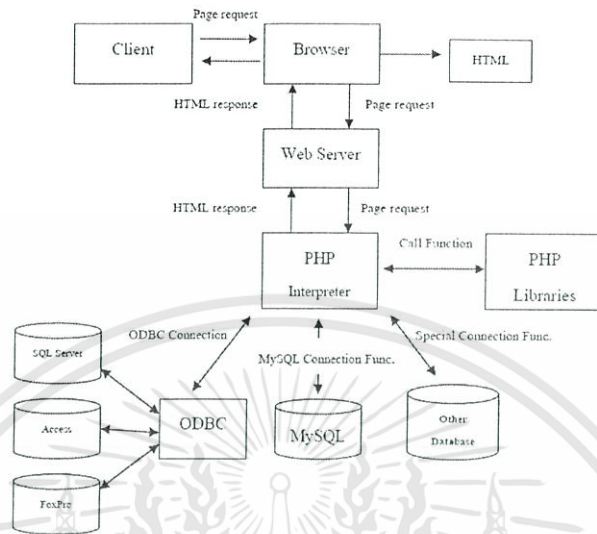 Page request
Client
Browser
HTML
HTML response
Page request
Web Server
HTML response
Page request
Call Function
PHP
Interpreter
PHP
Libraries
ODBC Connection
MySQL Connection Func.
Special Connection Func.
SQL Server
Access
FoxPro
ODBC
MySQL
Other
Database